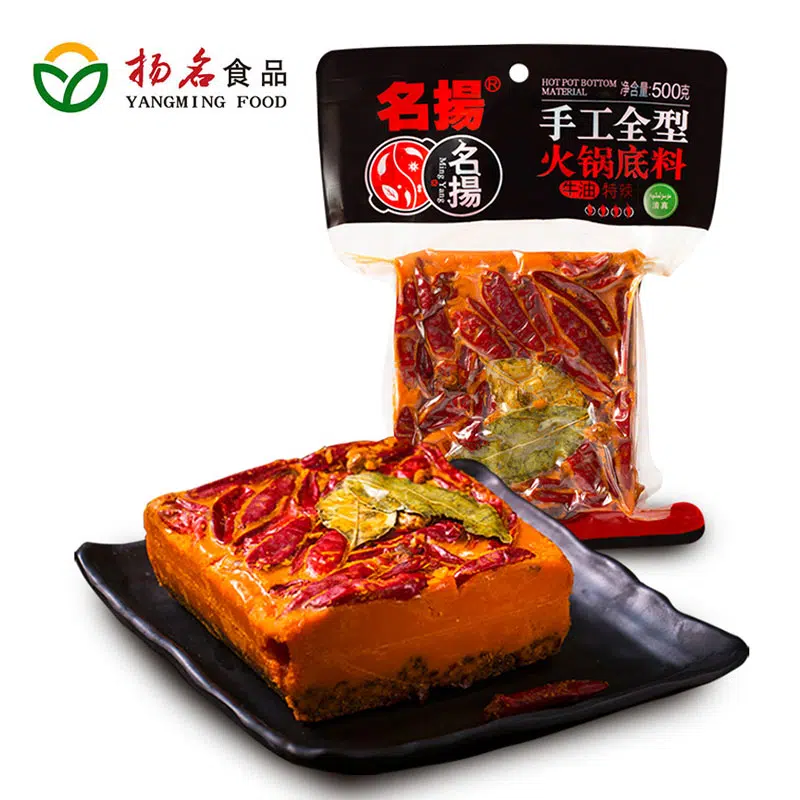 扬名食品
YANGMING FOOD
名揚®
名揚
Ming Yang
HOT POT BOTTOM
MATERIAL
净含量:500克
手工全型
火锅底料
牛油 特辣
清真